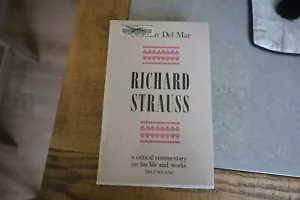 Del Mar
RICHARD
STRAUSS
a critical commentary
on his life and works